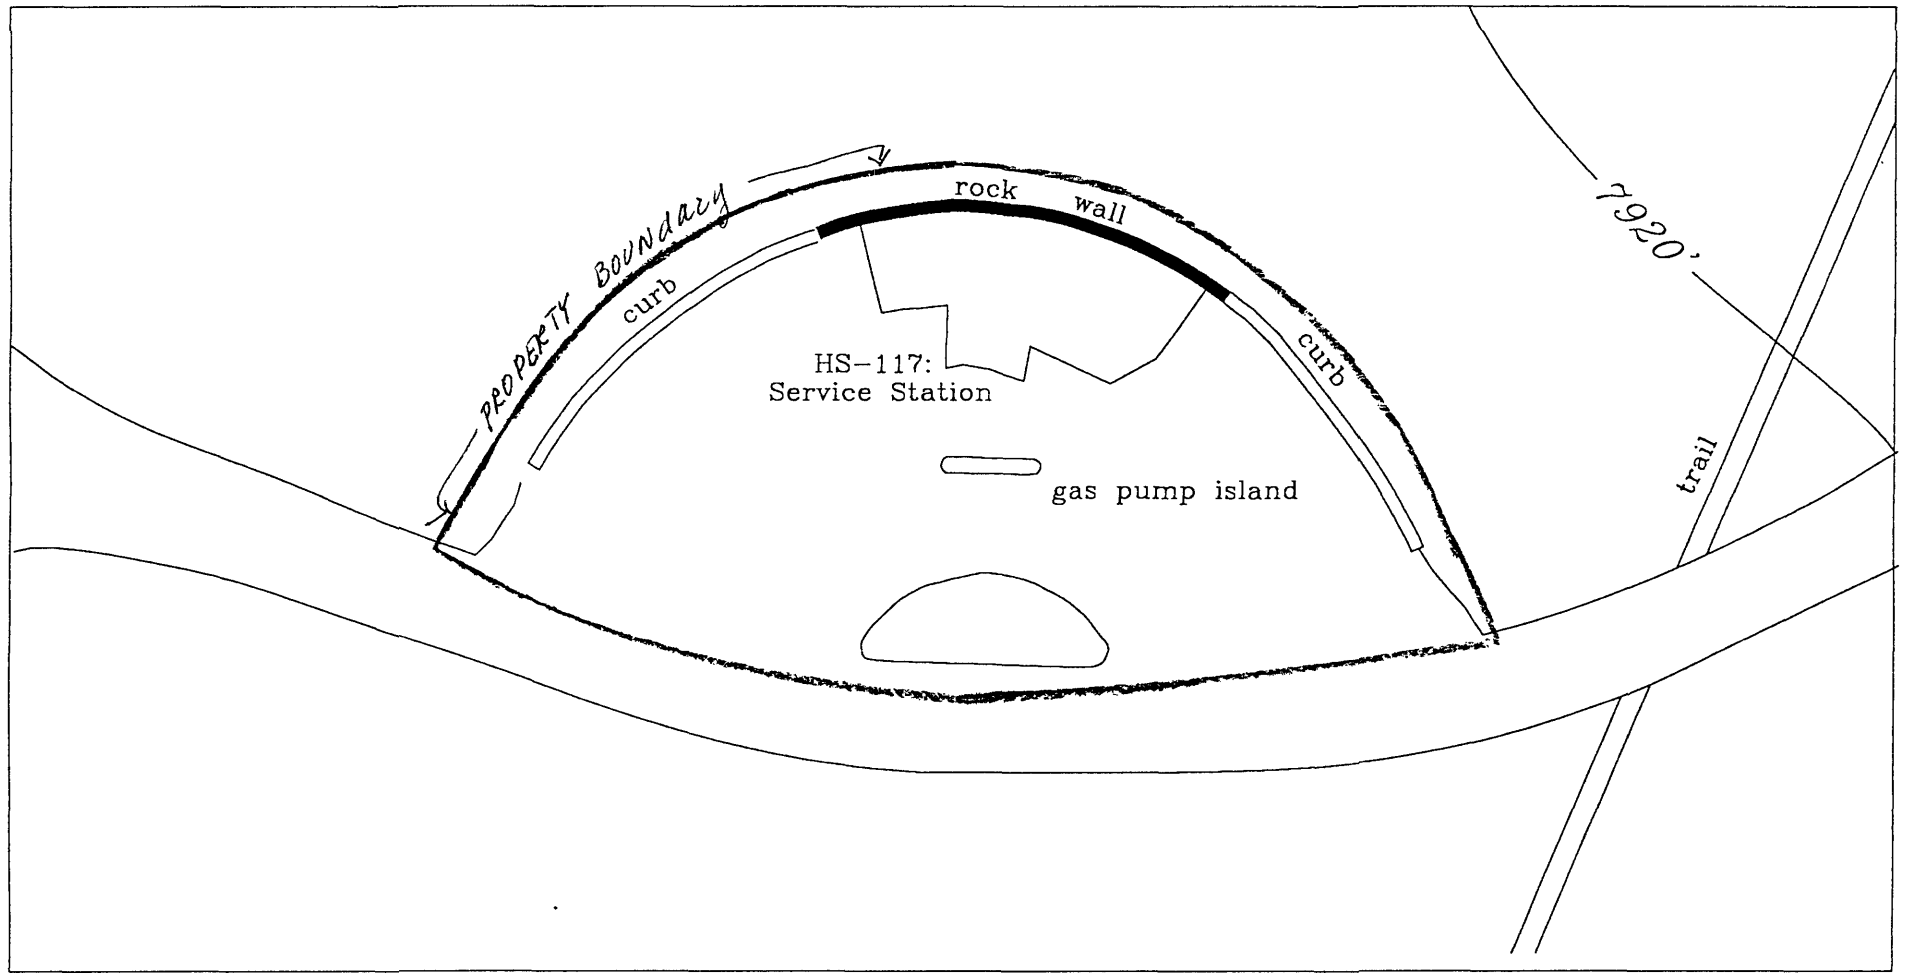 rock wall
7920'
PROPERTY BOUNDARY
curb
curb
HS-117:
Service Station
trail
gas pump island